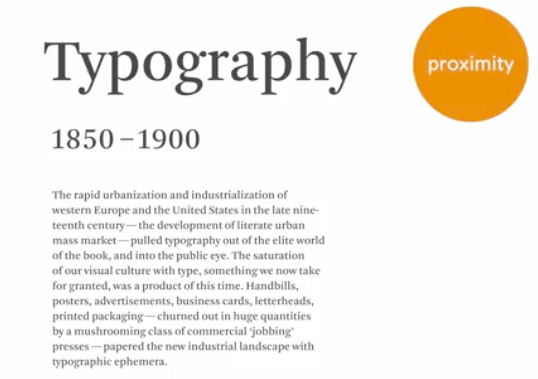 Typography
proximity
1850–1900
The rapid urbanization and industrialization of
western Europe and the United States in the late nine-
teenth century — the development of literate urban
mass market — pulled typography out of the elite world
of the book, and into the public eye. The saturation
of our visual culture with type, something we now take
for granted, was a product of this time. Handbills,
posters, advertisements, business cards, letterheads,
printed packaging — churned out in huge quantities
by a mushrooming class of commercial ‘jobbing’
presses — papered the new industrial landscape with
typographic ephemera.